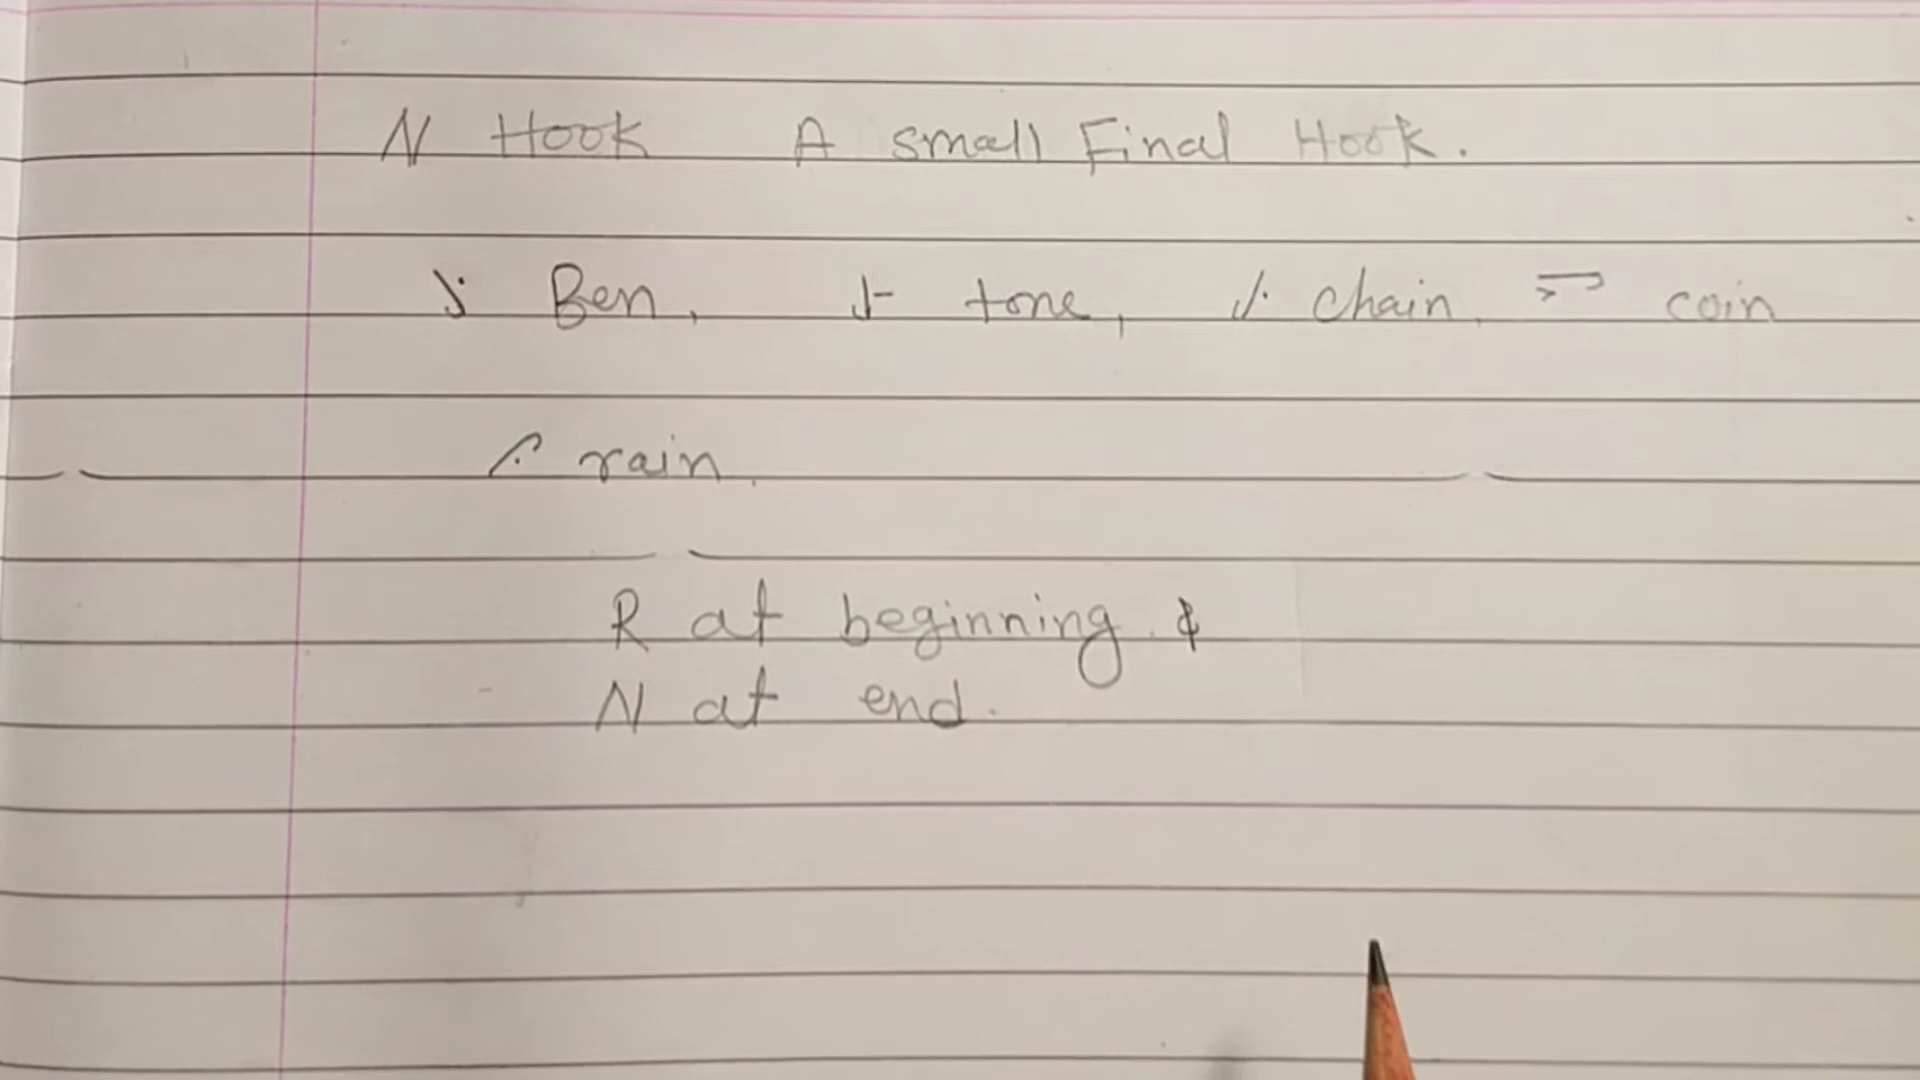 N Hook A small Final Hook.
Ben, tone, chain, coin
rain.
R at beginning &
N at end.